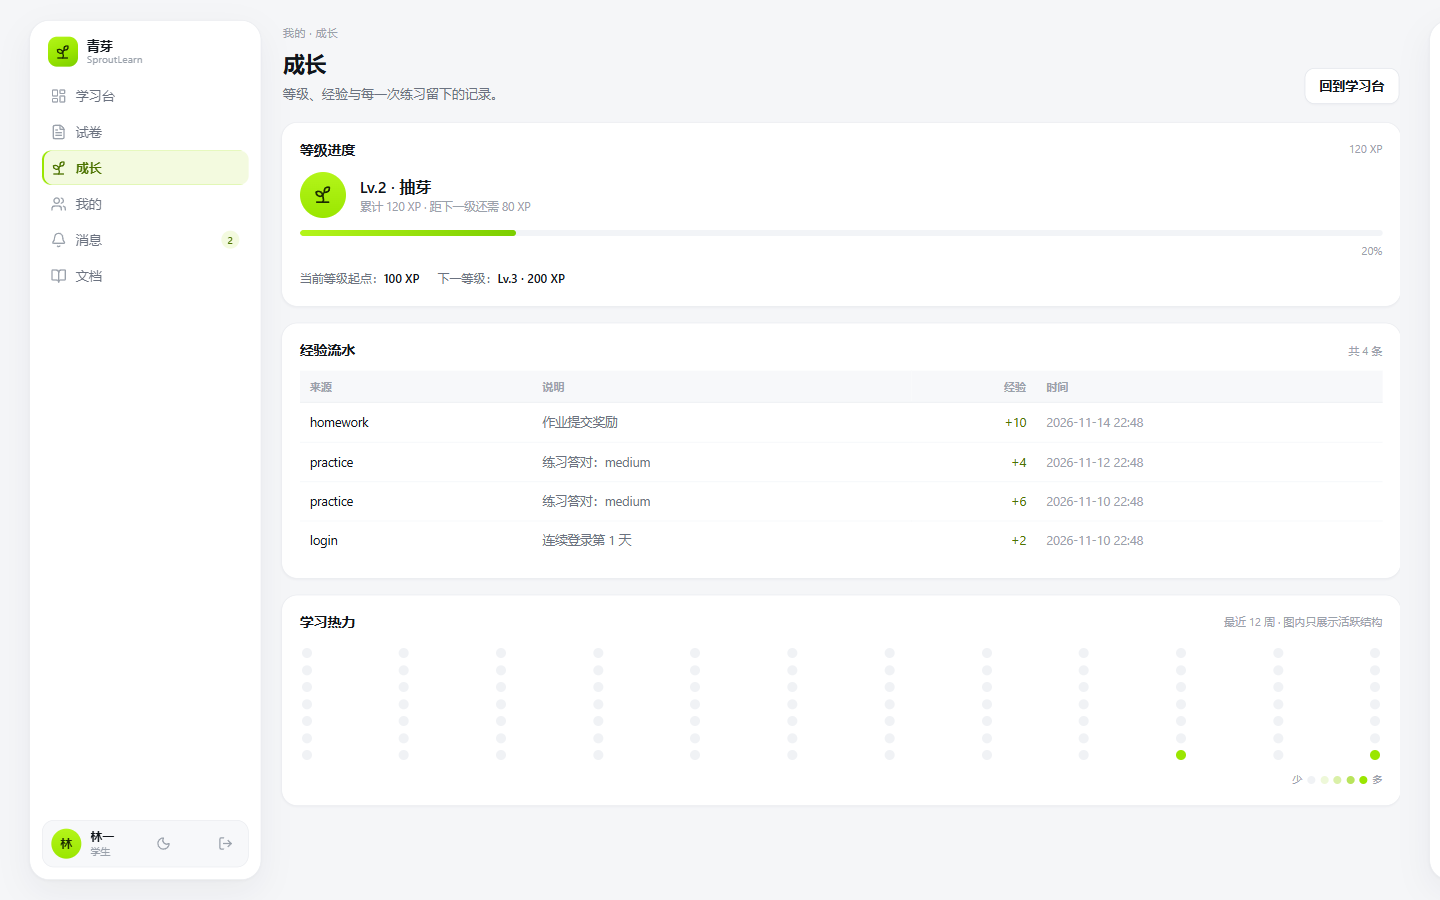 青芽
SproutLearn
学习台
试卷
成长
我的
消息 2
文档
林 林一
学生
我的 · 成长
成长
等级、经验与每一次练习留下的记录。
回到学习台
等级进度 120 XP
Lv.2 · 抽芽
累计 120 XP · 距下一级还需 80 XP
20%
当前等级起点：100 XP 下一等级：Lv.3 · 200 XP
经验流水 共 4 条
来源 说明 经验 时间
homework 作业提交奖励 +10 2026-11-14 22:48
practice 练习答对：medium +4 2026-11-12 22:48
practice 练习答对：medium +6 2026-11-10 22:48
login 连续登录第 1 天 +2 2026-11-10 22:48
学习热力 最近 12 周 · 图内只展示活跃结构
少 多